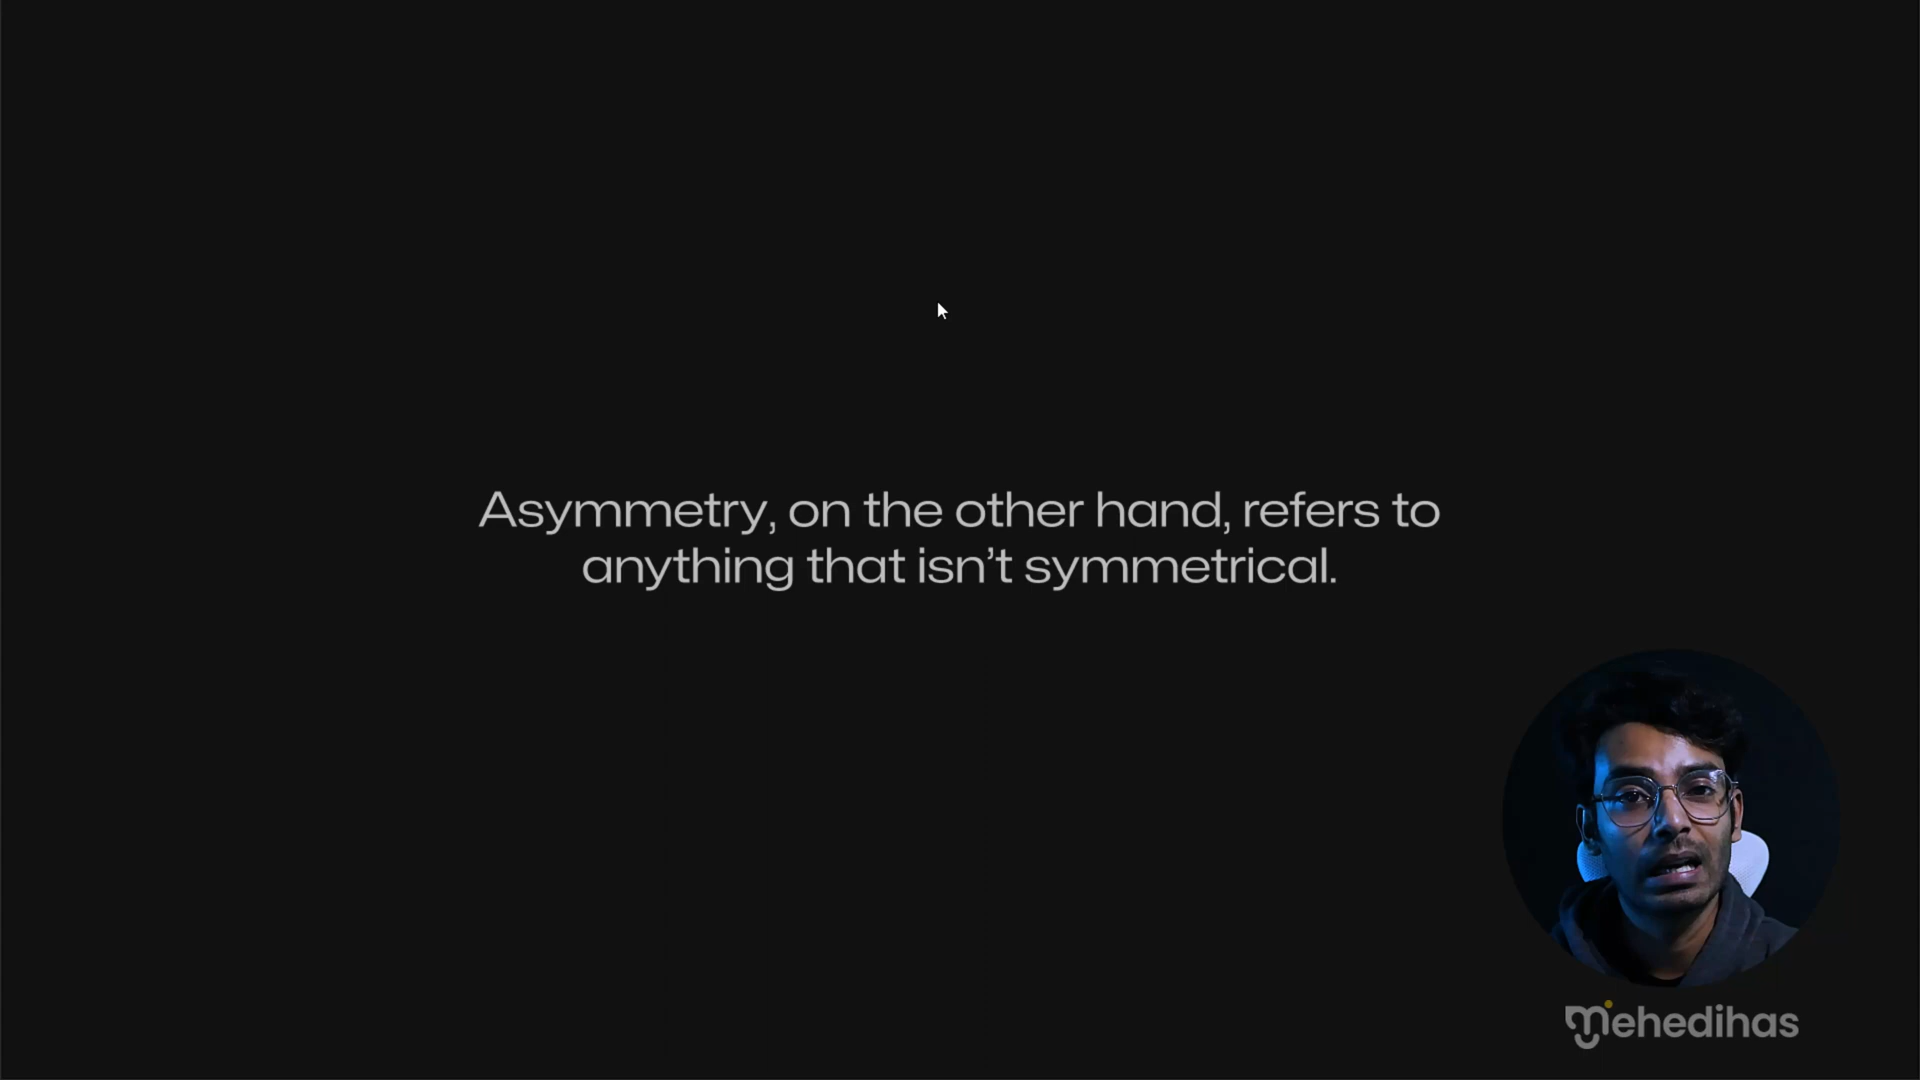 Asymmetry, on the other hand, refers to
anything that isn’t symmetrical.
Mehedihas